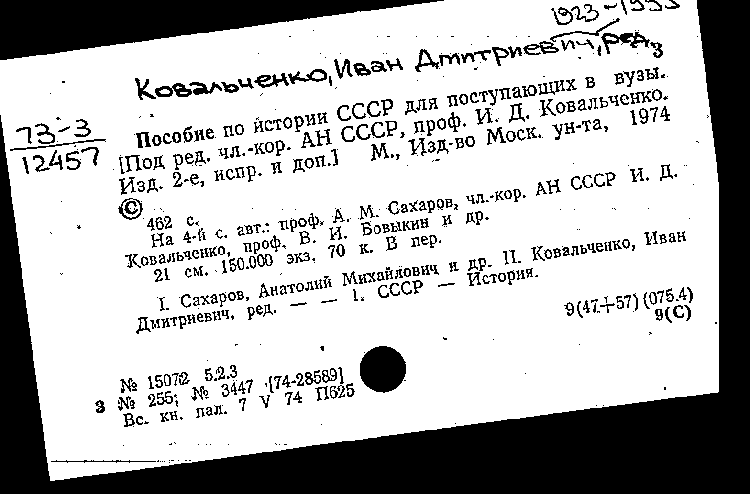 1923-1995
Ковальченко, Иван Дмитриевич, ред.
3
73-3
12457
Пособие по истории СССР для поступающих в вузы.
[Под ред. чл.-кор. АН СССР, проф. И. Д. Ковальченко.
Изд. 2-е, испр. и доп.] М., Изд-во Моск. ун-та, 1974
©
462 с.
На 4-й с. авт.: проф. А. М. Сахаров, чл.-кор. АН СССР И. Д.
Ковальченко, проф. В. И. Бовыкин и др.
21 см. 150.000 экз. 70 к. В пер.
I. Сахаров, Анатолий Михайлович и др. II. Ковальченко, Иван
Дмитриевич, ред. — — 1. СССР — История.
9(47+57)(075.4)
9(С)
№ 15072 5.2.3
3 № 255; № 3447 [74-28589]
Вс. кн. пал. 7 V 74 П625